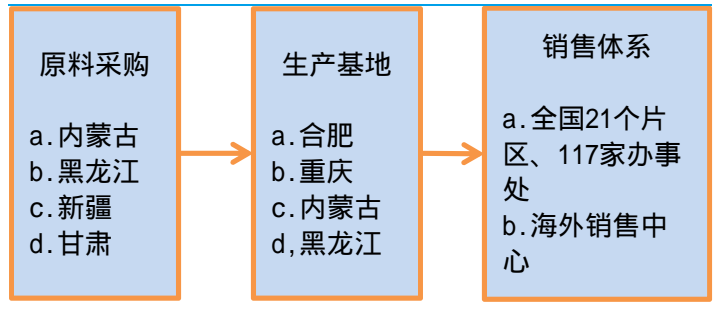 原料采购
a.内蒙古
b.黑龙江
c.新疆
d.甘肃
生产基地
a.合肥
b.重庆
c.内蒙古
d,黑龙江
销售体系
a.全国21个片
区、117家办事
处
b.海外销售中
心